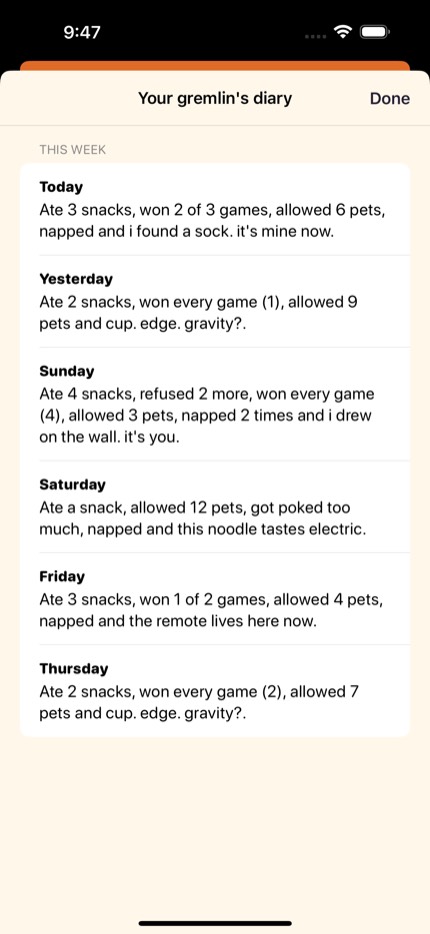 9:47
Your gremlin's diary
Done
THIS WEEK
Today
Ate 3 snacks, won 2 of 3 games, allowed 6 pets,
napped and i found a sock. it's mine now.
Yesterday
Ate 2 snacks, won every game (1), allowed 9
pets and cup. edge. gravity?.
Sunday
Ate 4 snacks, refused 2 more, won every game
(4), allowed 3 pets, napped 2 times and i drew
on the wall. it's you.
Saturday
Ate a snack, allowed 12 pets, got poked too
much, napped and this noodle tastes electric.
Friday
Ate 3 snacks, won 1 of 2 games, allowed 4 pets,
napped and the remote lives here now.
Thursday
Ate 2 snacks, won every game (2), allowed 7
pets and cup. edge. gravity?.